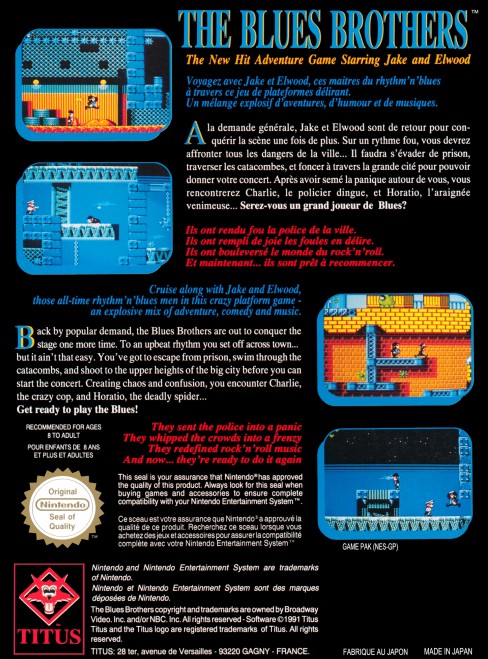 THE BLUES BROTHERS™
The New Hit Adventure Game Starring Jake and Elwood
Voyagez avec Jake et Elwood, ces maitres du rhythm'n'blues
à travers ce jeu de plateformes délirant.
Un mélange explosif d'aventures, d'humour et de musiques.
A la demande générale, Jake et Elwood sont de retour pour con-
quérir la scène une fois de plus. Sur un rythme fou, vous devrez
affronter tous les dangers de la ville... Il faudra s'évader de prison,
traverser les catacombes, et foncer à travers la grande cité pour pouvoir
donner votre concert. Après avoir semé la panique autour de vous, vous
rencontrerez Charlie, le policier dingue, et Horatio, l'araignée
venimeuse... Serez-vous un grand joueur de Blues?
Ils ont rendu fou la police de la ville.
Ils ont rempli de joie les foules en délire.
Ils ont bouleversé le monde du rock'n'roll.
Et maintenant... ils sont prêt à recommencer.
Cruise along with Jake and Elwood,
those all-time rhythm'n'blues men in this crazy platform game -
an explosive mix of adventure, comedy and music.
Back by popular demand, the Blues Brothers are out to conquer the
stage one more time. To an upbeat rhythm you set off across town...
but it ain't that easy. You've got to escape from prison, swim through the
catacombs, and shoot to the upper heights of the big city before you can
start the concert. Creating chaos and confusion, you encounter Charlie,
the crazy cop, and Horatio, the deadly spider...
Get ready to play the Blues!
They sent the police into a panic
They whipped the crowds into a frenzy
They redefined rock'n'roll music
And now... they're ready to do it again
RECOMMENDED FOR AGES
8 TO ADULT
POUR ENFANTS DE 8 ANS
ET PLUS ET ADULTES
Original
Nintendo
Seal of
Quality
™
This seal is your assurance that Nintendo® has approved
the quality of this product. Always look for this seal when
buying games and accessories to ensure complete
compatibility with your Nintendo Entertainment System™.
Ce sceau est votre assurance que Nintendo® a approuvé la
qualité de ce produit. Recherchez ce sceau lorsque vous
achetez des jeux et accessoires pour assurer la compatibilité
complète avec votre Nintendo Entertainment System™
GAME PAK (NES-GP)
TITUS
Nintendo and Nintendo Entertainment System are trademarks
of Nintendo.
Nintendo et Nintendo Entertainment System sont des marques
déposées de Nintendo.
The Blues Brothers copyright and trademarks are owned by Broadway
Video. Inc. and/or NBC. Inc. All rights reserved - Software ©1991 Titus
Titus and the Titus logo are registered trademarks of Titus. All rights
reserved.
TITUS: 28 ter, avenue de Versailles - 93220 GAGNY - FRANCE.
FABRIQUE AU JAPON MADE IN JAPAN